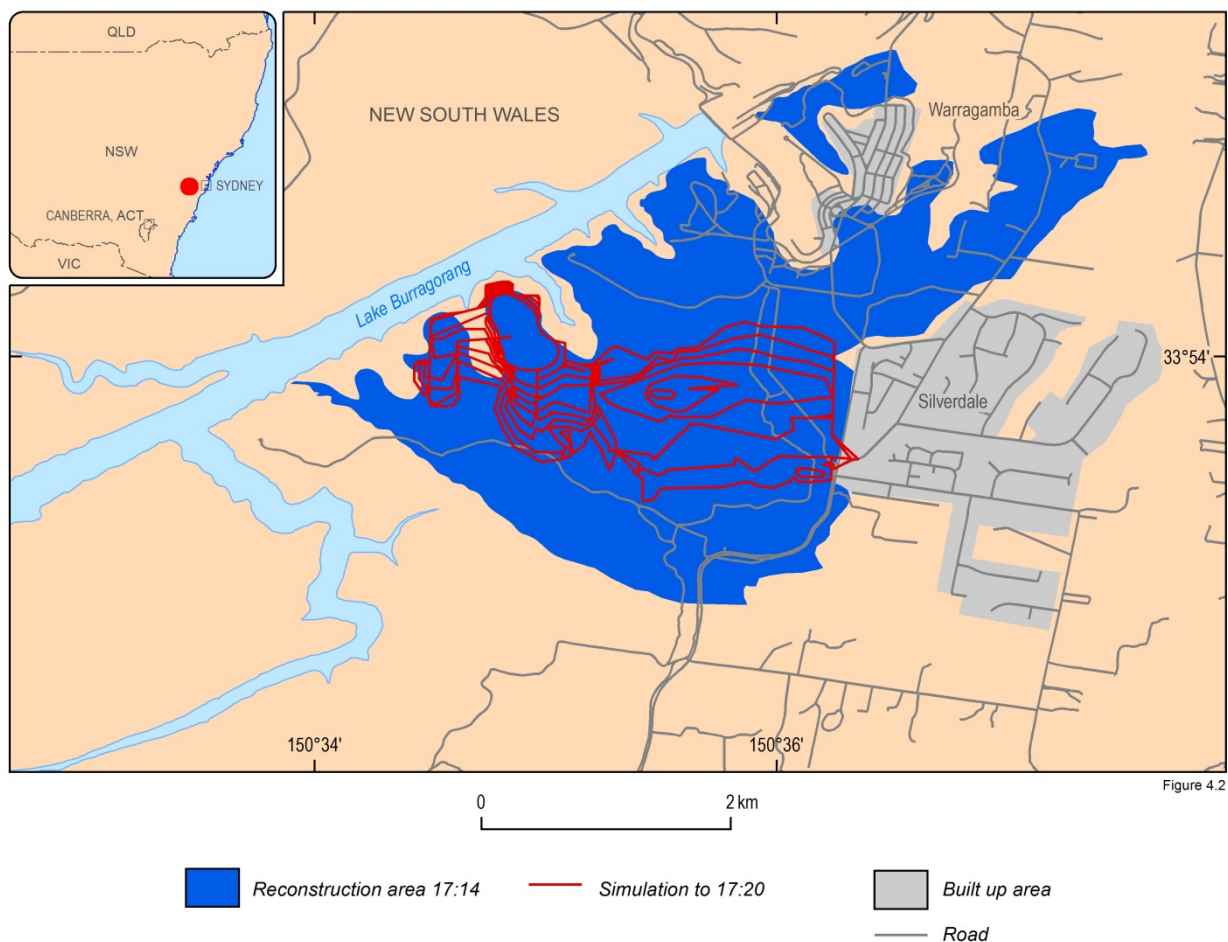 QLD
NSW
SYDNEY
CANBERRA, ACT
VIC
NEW SOUTH WALES
Warragamba
Lake Burragorang
33°54'
Silverdale
150°34'
150°36'
Figure 4.2
0 2 km
Reconstruction area 17:14
Simulation to 17:20
Built up area
Road